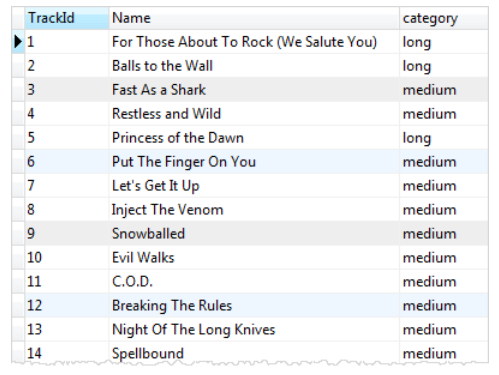 TrackId Name category
1 For Those About To Rock (We Salute You) long
2 Balls to the Wall long
3 Fast As a Shark medium
4 Restless and Wild medium
5 Princess of the Dawn long
6 Put The Finger On You medium
7 Let's Get It Up medium
8 Inject The Venom medium
9 Snowballed medium
10 Evil Walks medium
11 C.O.D. medium
12 Breaking The Rules medium
13 Night Of The Long Knives medium
14 Spellbound medium